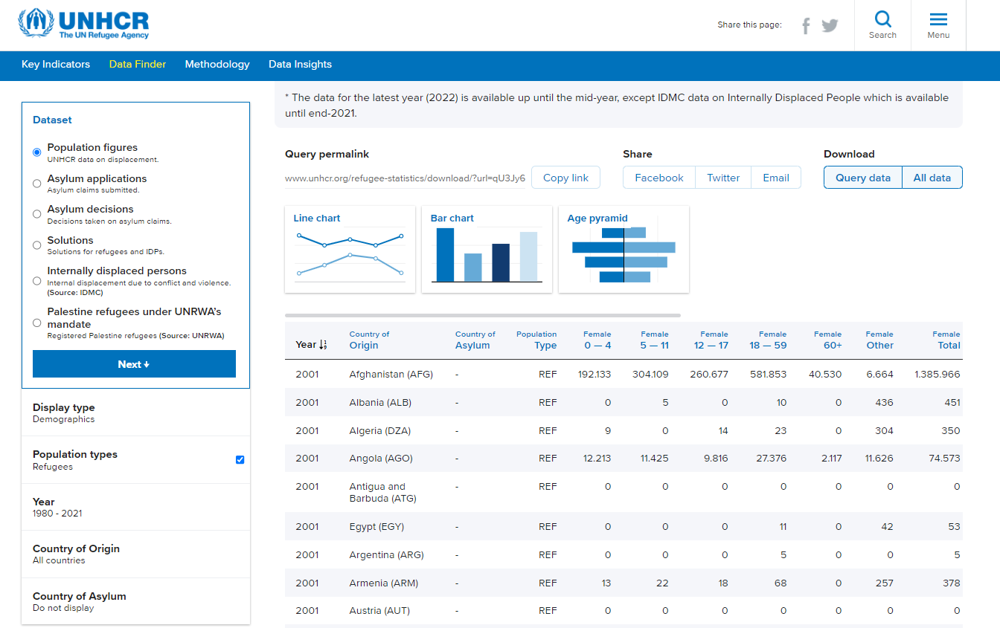 UNHCR
The UN Refugee Agency
Share this page:
Search
Menu
Key Indicators
Data Finder
Methodology
Data Insights
Dataset
Population figures
UNHCR data on displacement.
Asylum applications
Asylum claims submitted.
Asylum decisions
Decisions taken on asylum claims.
Solutions
Solutions for refugees and IDPs.
Internally displaced persons
Internal displacement due to conflict and violence.
(Source: IDMC)
Palestine refugees under UNRWA's
mandate
Registered Palestine refugees (Source: UNRWA)
Next ↓
Display type
Demographics
Population types
Refugees
Year
1980 - 2021
Country of Origin
All countries
Country of Asylum
Do not display
* The data for the latest year (2022) is available up until the mid-year, except IDMC data on Internally Displaced People which is available
until end-2021.
Query permalink
www.unhcr.org/refugee-statistics/download/?url=qU3Jy6
Copy link
Share
Facebook Twitter Email
Download
Query data All data
Line chart
Bar chart
Age pyramid
Country of Country of Population Female Female Female Female Female Female Female
Year Origin Asylum Type 0 — 4 5 — 11 12 — 17 18 — 59 60+ Other Total
2001 Afghanistan (AFG) - REF 192.133 304.109 260.677 581.853 40.530 6.664 1.385.966
2001 Albania (ALB) - REF 0 5 0 10 0 436 451
2001 Algeria (DZA) - REF 9 0 14 23 0 304 350
2001 Angola (AGO) - REF 12.213 11.425 9.816 27.376 2.117 11.626 74.573
2001 Antigua and - REF 0 0 0 0 0 0 0
Barbuda (ATG)
2001 Egypt (EGY) - REF 0 0 0 11 0 42 53
2001 Argentina (ARG) - REF 0 0 0 5 0 0 5
2001 Armenia (ARM) - REF 13 22 18 68 0 257 378
2001 Austria (AUT) - REF 0 0 0 0 0 0 0